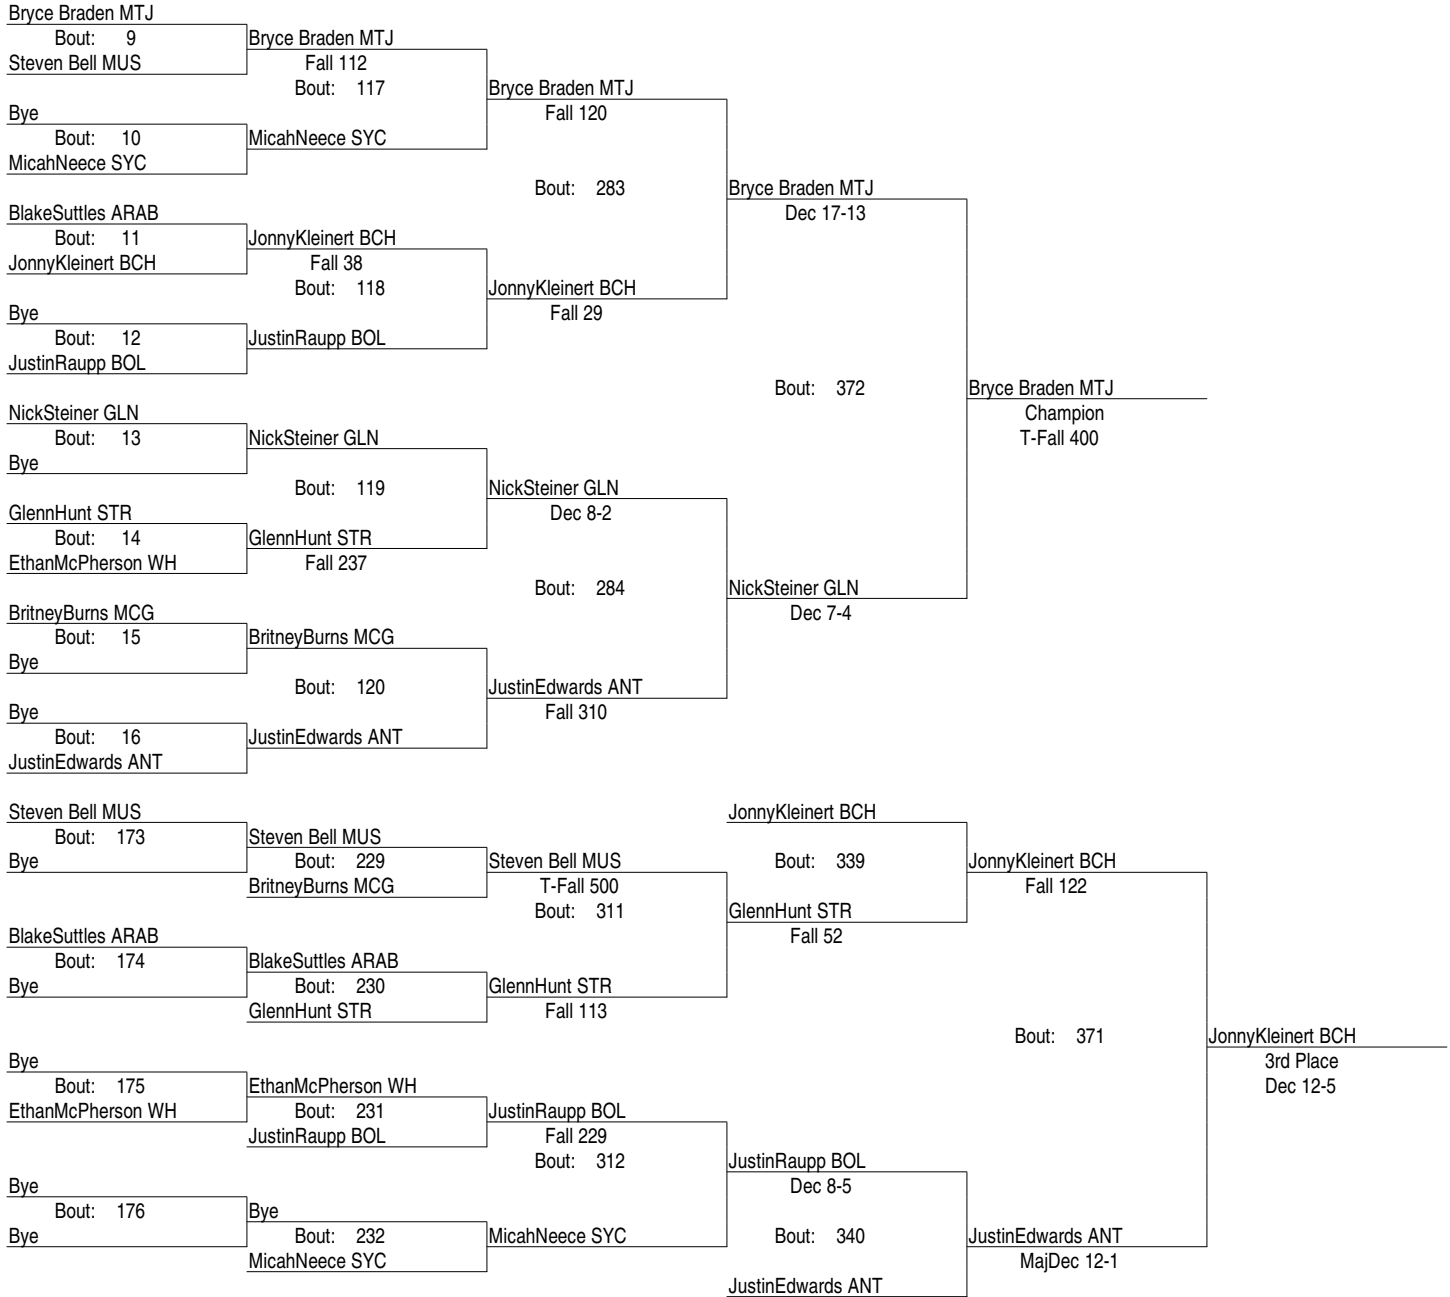 Bryce Braden MTJ
Bout: 9
Bryce Braden MTJ
Steven Bell MUS
Fall 112
Bout: 117
Bryce Braden MTJ
Bye
Fall 120
Bout: 10
MicahNeece SYC
MicahNeece SYC
Bout: 283
Bryce Braden MTJ
BlakeSuttles ARAB
Dec 17-13
Bout: 11
JonnyKleinert BCH
JonnyKleinert BCH
Fall 38
Bout: 118
JonnyKleinert BCH
Bye
Fall 29
Bout: 12
JustinRaupp BOL
JustinRaupp BOL
Bout: 372
Bryce Braden MTJ
NickSteiner GLN
Champion
Bout: 13
NickSteiner GLN
T-Fall 400
Bye
Bout: 119
NickSteiner GLN
GlennHunt STR
Dec 8-2
Bout: 14
GlennHunt STR
EthanMcPherson WH
Fall 237
Bout: 284
NickSteiner GLN
BritneyBurns MCG
Dec 7-4
Bout: 15
BritneyBurns MCG
Bye
Bout: 120
JustinEdwards ANT
Bye
Fall 310
Bout: 16
JustinEdwards ANT
JustinEdwards ANT
Steven Bell MUS
JonnyKleinert BCH
Bout: 173
Steven Bell MUS
Bye
Bout: 229
Steven Bell MUS
Bout: 339
JonnyKleinert BCH
BritneyBurns MCG
T-Fall 500
Fall 122
Bout: 311
GlennHunt STR
BlakeSuttles ARAB
Fall 52
Bout: 174
BlakeSuttles ARAB
Bye
Bout: 230
GlennHunt STR
GlennHunt STR
Fall 113
Bout: 371
JonnyKleinert BCH
Bye
3rd Place
Bout: 175
EthanMcPherson WH
Dec 12-5
EthanMcPherson WH
Bout: 231
JustinRaupp BOL
JustinRaupp BOL
Fall 229
Bout: 312
JustinRaupp BOL
Bye
Dec 8-5
Bout: 176
Bye
Bye
Bout: 232
MicahNeece SYC
Bout: 340
JustinEdwards ANT
MicahNeece SYC
MajDec 12-1
JustinEdwards ANT